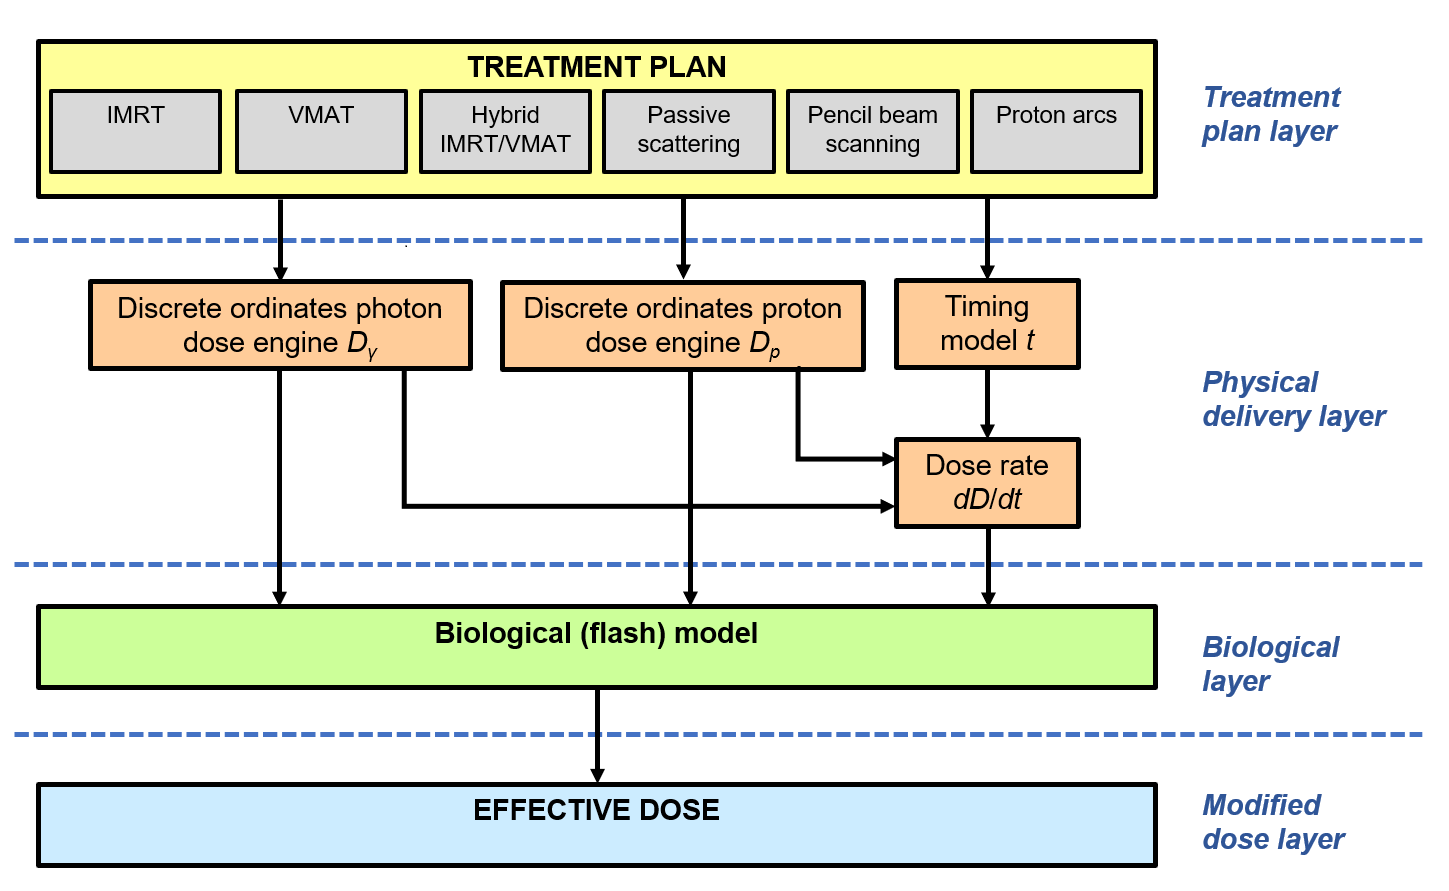 TREATMENT PLAN
IMRT
VMAT
Hybrid
IMRT/VMAT
Passive
scattering
Pencil beam
scanning
Proton arcs
Treatment
plan layer
Discrete ordinates photon
dose engine Dγ
Discrete ordinates proton
dose engine Dp
Timing
model t
Physical
delivery layer
Dose rate
dD/dt
Biological (flash) model
Biological
layer
EFFECTIVE DOSE
Modified
dose layer